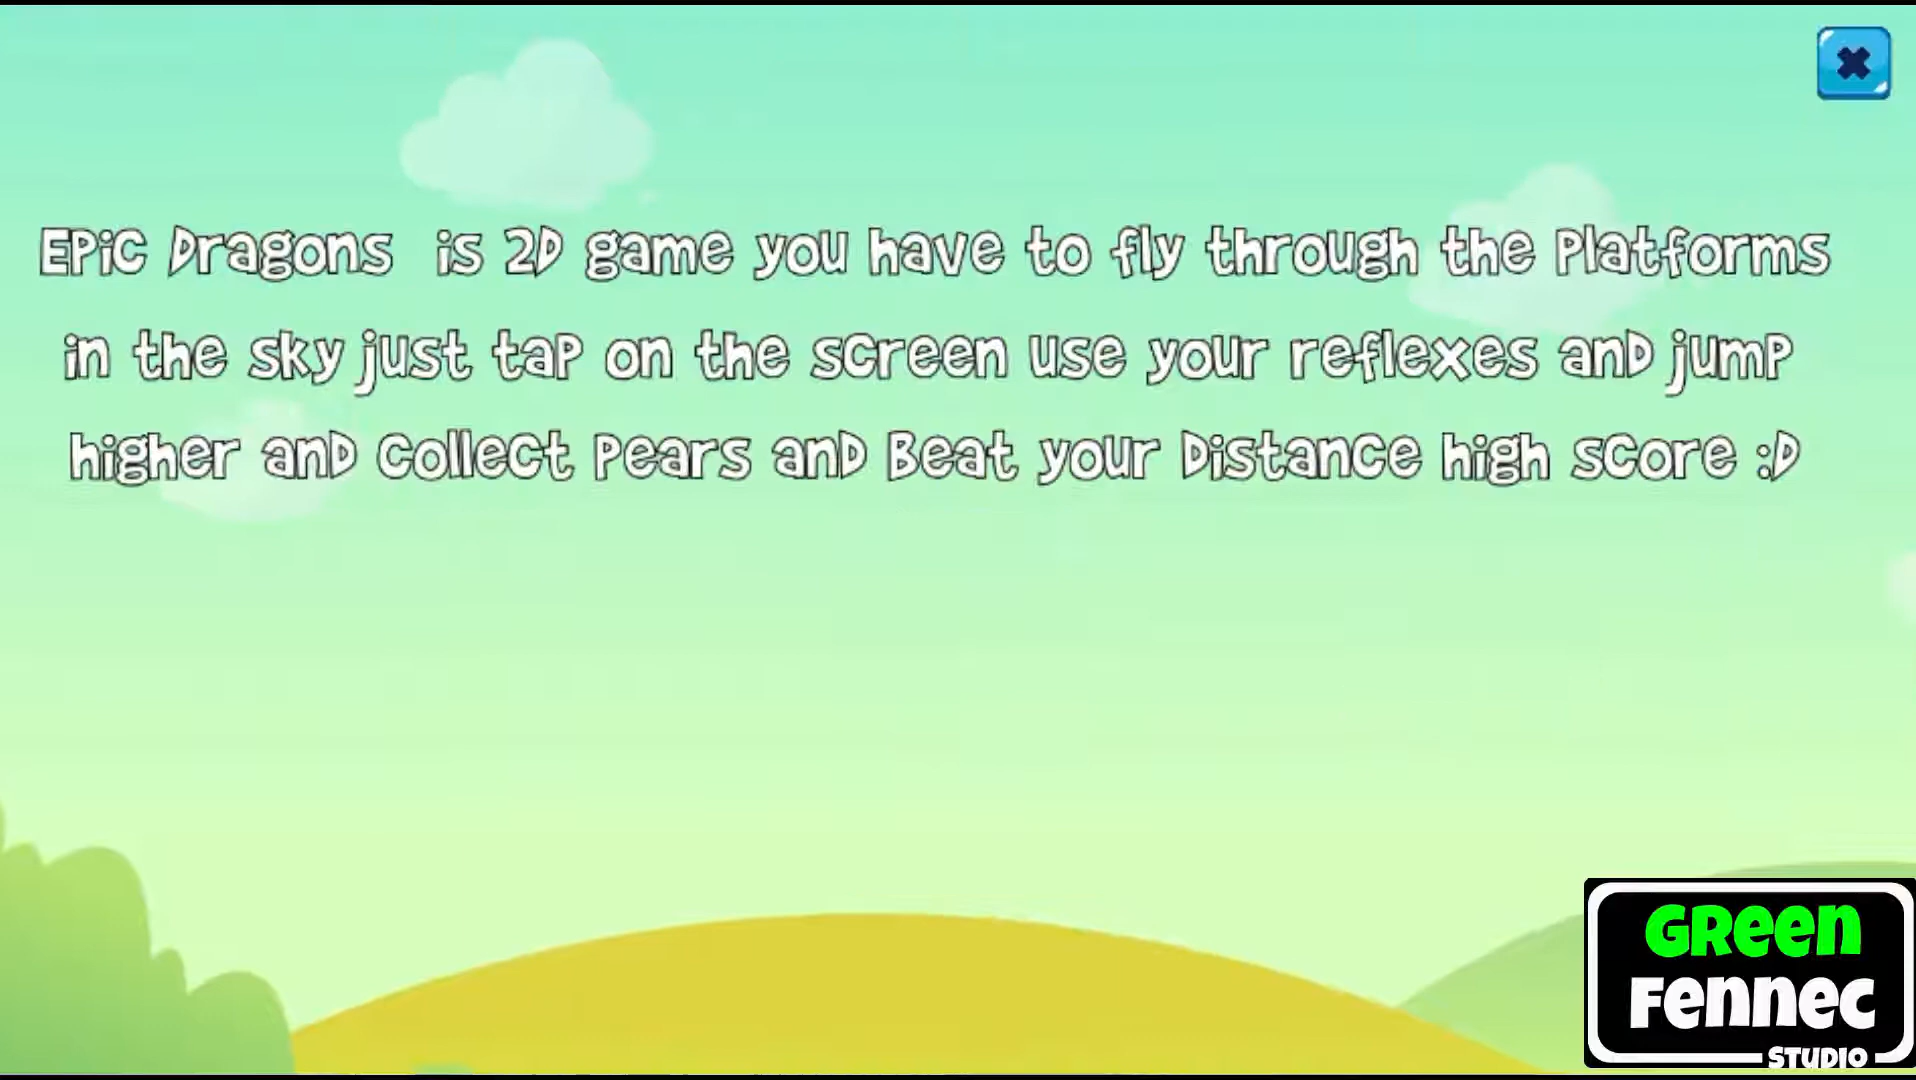 EPic Dragons is 2D game you have to fly through the Platforms
in the sky just tap on the screen use your reflexes and jump
higher and Collect Pears and Beat your Distance high score :D
GReen
Fennec
STUDIO